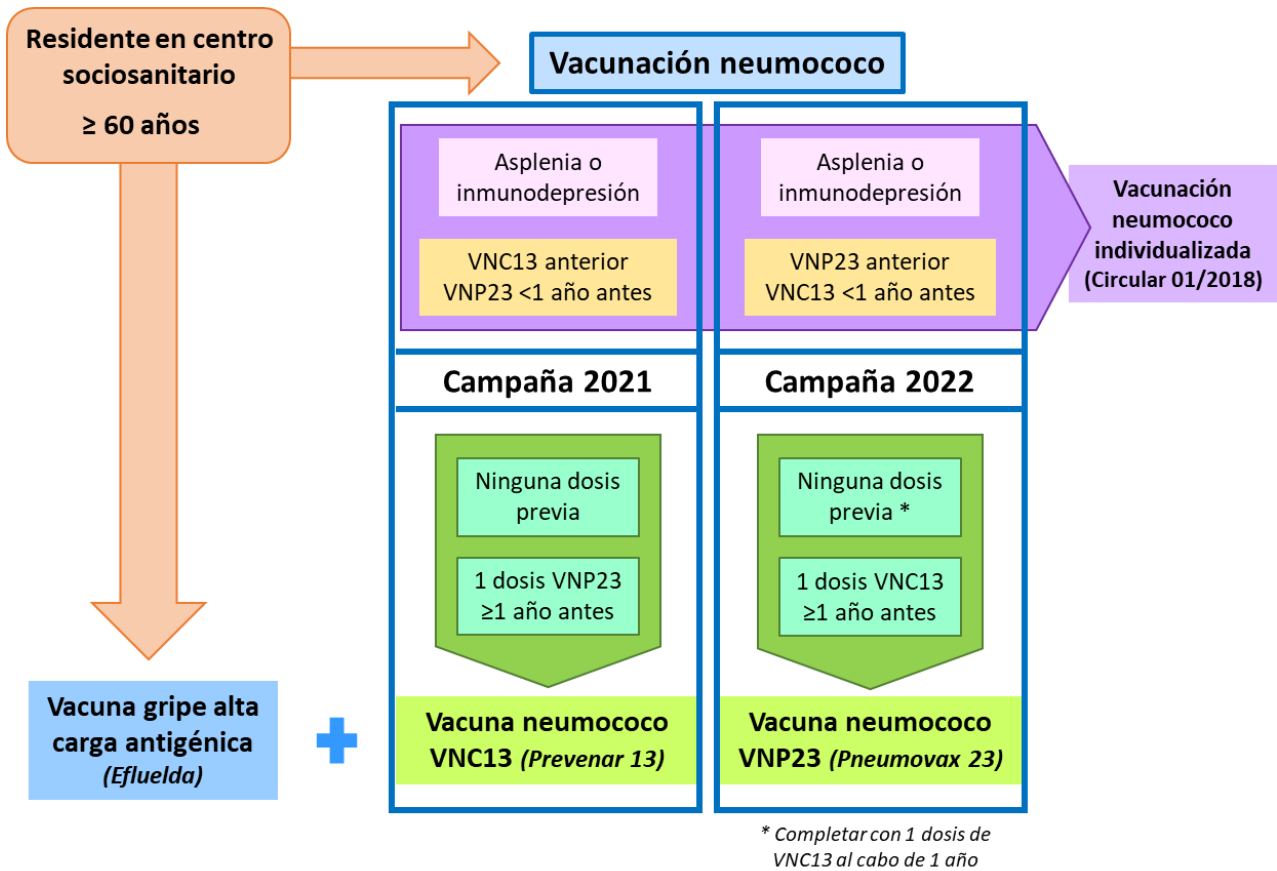 Residente en centro
sociosanitario
≥ 60 años
Vacunación neumococo
Asplenia o
inmunodepresión
VNC13 anterior
VNP23 <1 año antes
Asplenia o
inmunodepresión
VNP23 anterior
VNC13 <1 año antes
Vacunación
neumococo
individualizada
(Circular 01/2018)
Campaña 2021
Campaña 2022
Ninguna dosis
previa
1 dosis VNP23
≥1 año antes
Ninguna dosis
previa *
1 dosis VNC13
≥1 año antes
Vacuna gripe alta
carga antigénica
(Efluelda)
Vacuna neumococo
VNC13 (Prevenar 13)
Vacuna neumococo
VNP23 (Pneumovax 23)
* Completar con 1 dosis de
VNC13 al cabo de 1 año